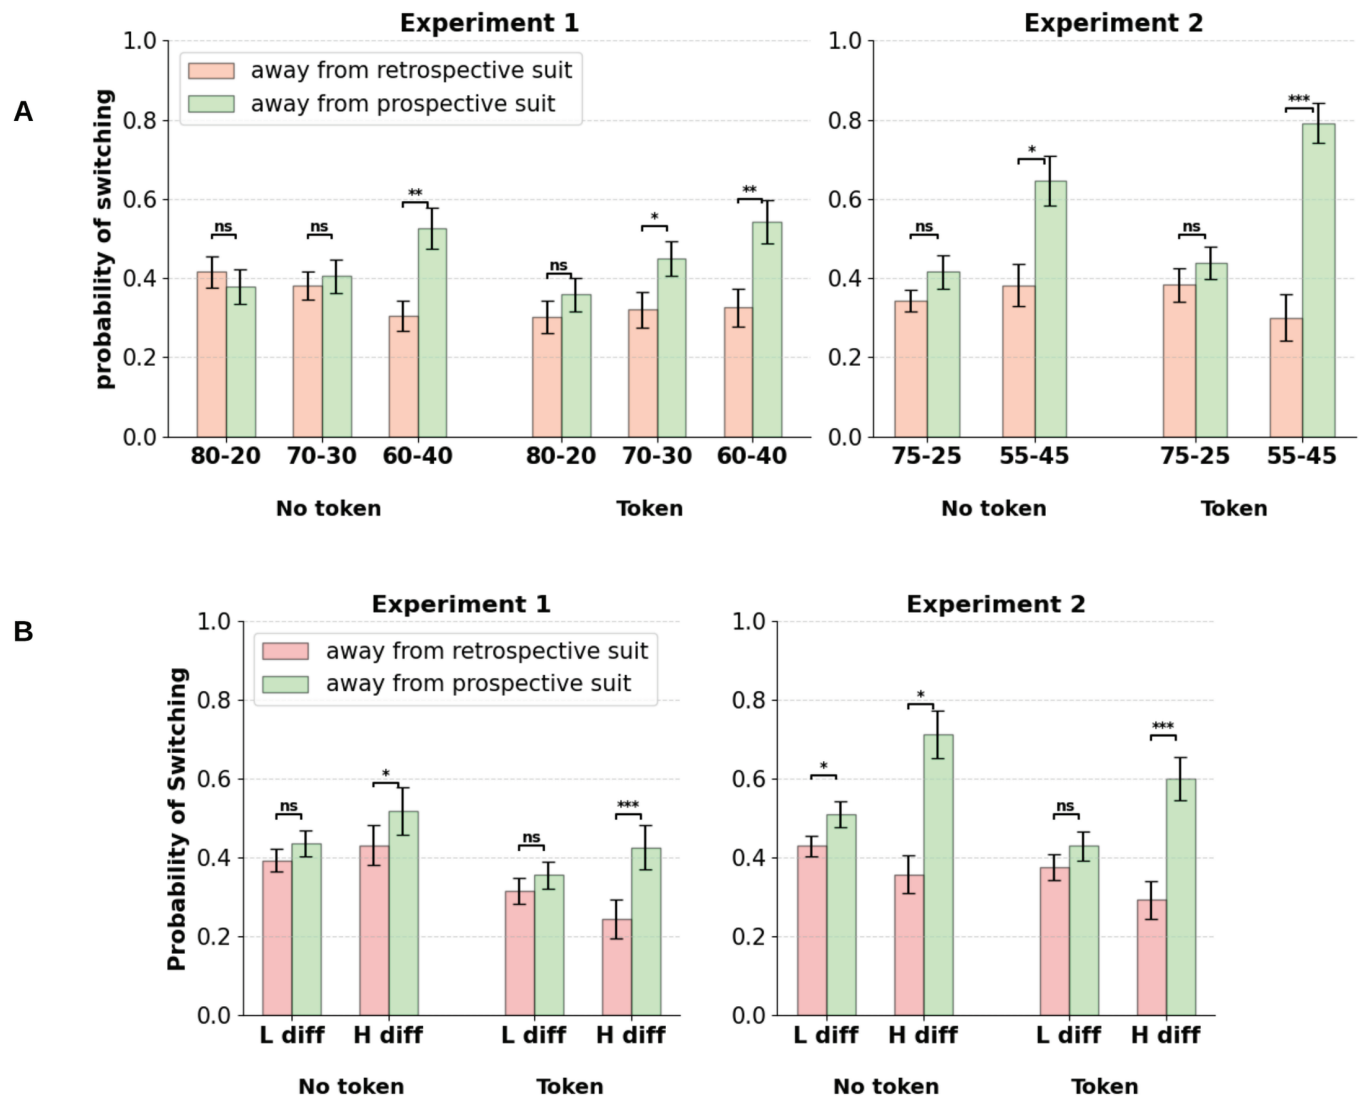 A
Experiment 1
Experiment 2
probability of switching
1.0
0.8
0.6
0.4
0.2
0.0
away from retrospective suit
away from prospective suit
ns
ns
**
ns
*
**
80-20
70-30
60-40
80-20
70-30
60-40
No token
Token
1.0
0.8
0.6
0.4
0.2
0.0
ns
*
ns
***
75-25
55-45
75-25
55-45
No token
Token
B
Experiment 1
Experiment 2
Probability of Switching
1.0
0.8
0.6
0.4
0.2
0.0
away from retrospective suit
away from prospective suit
ns
*
ns
***
L diff
H diff
L diff
H diff
No token
Token
1.0
0.8
0.6
0.4
0.2
0.0
*
*
ns
***
L diff
H diff
L diff
H diff
No token
Token